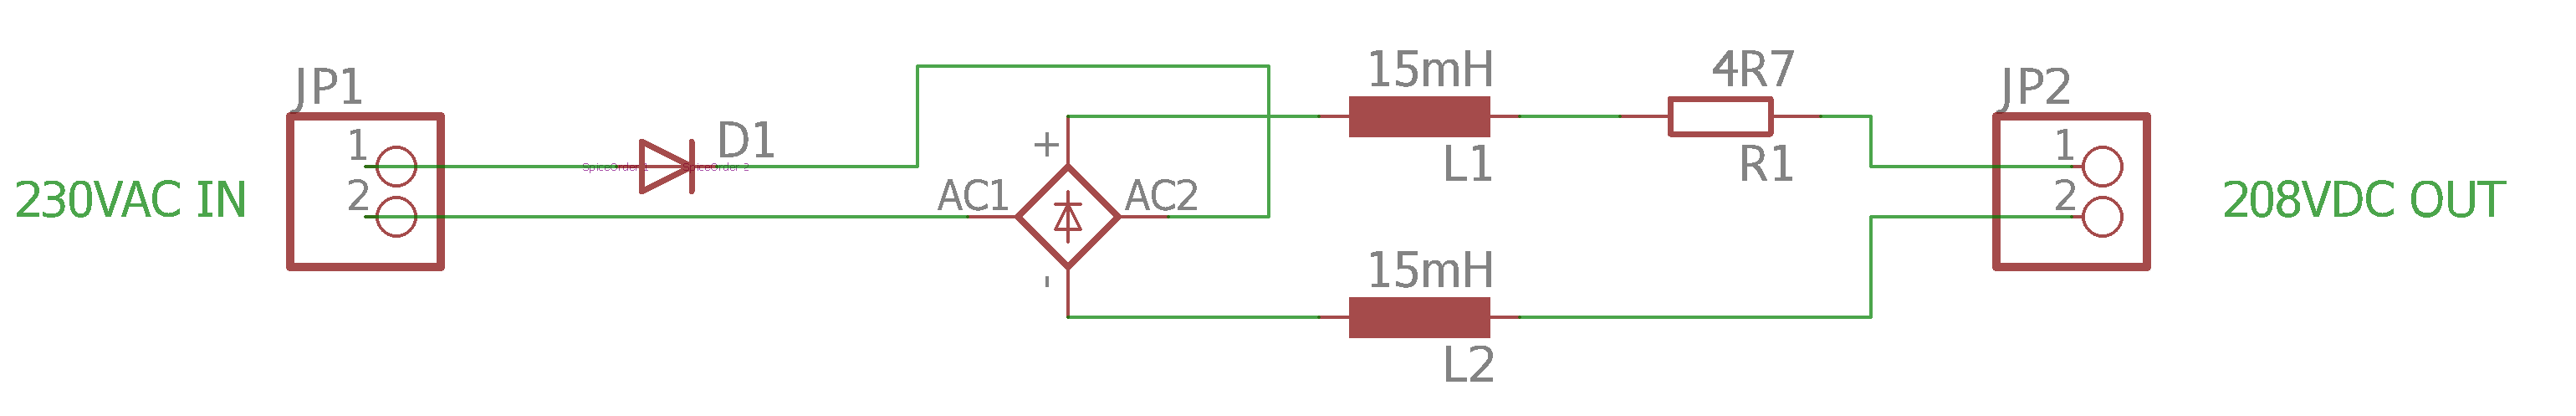 230VAC IN
JP1
1
2
SpiceOrder 1
SpiceOrder 2
D1
AC1
+
-
AC2
15mH
L1
15mH
L2
4R7
R1
JP2
1
2
208VDC OUT